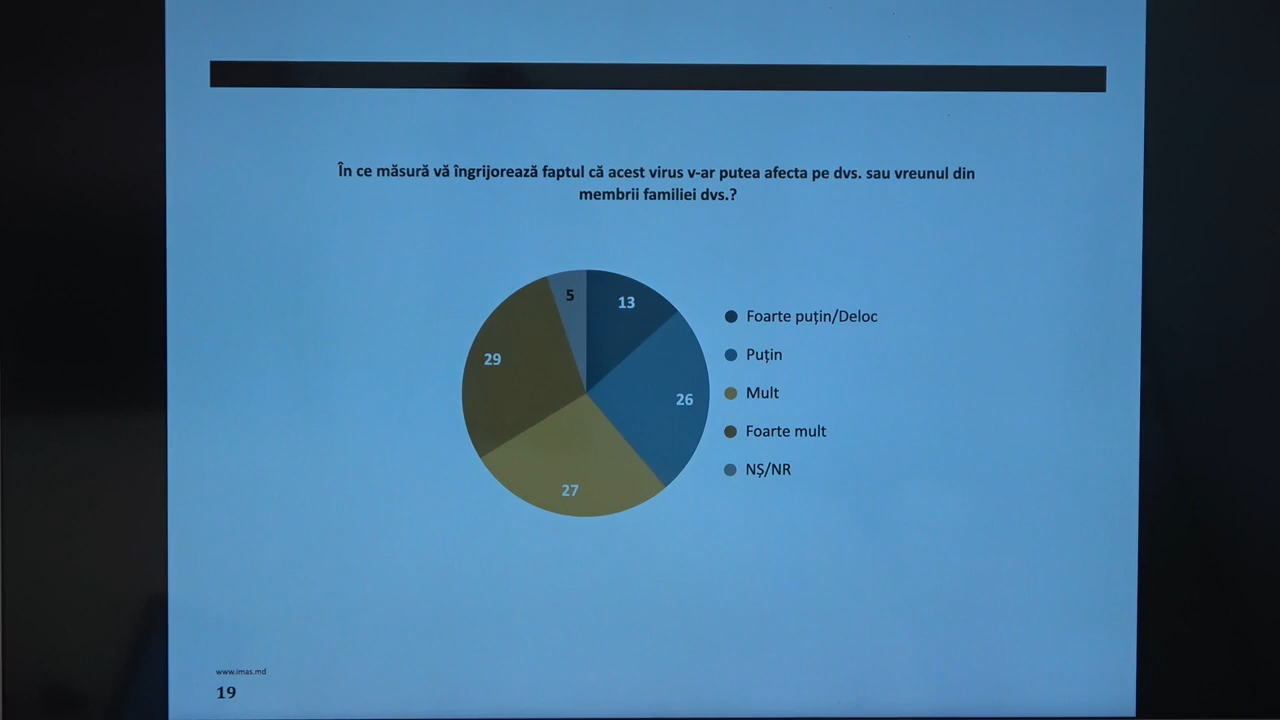 În ce măsură vă îngrijorează faptul că acest virus v-ar putea afecta pe dvs. sau vreunul din
membrii familiei dvs.?
5
13
29
26
27
Foarte puțin/Deloc
Puțin
Mult
Foarte mult
NȘ/NR
www.imas.md
19